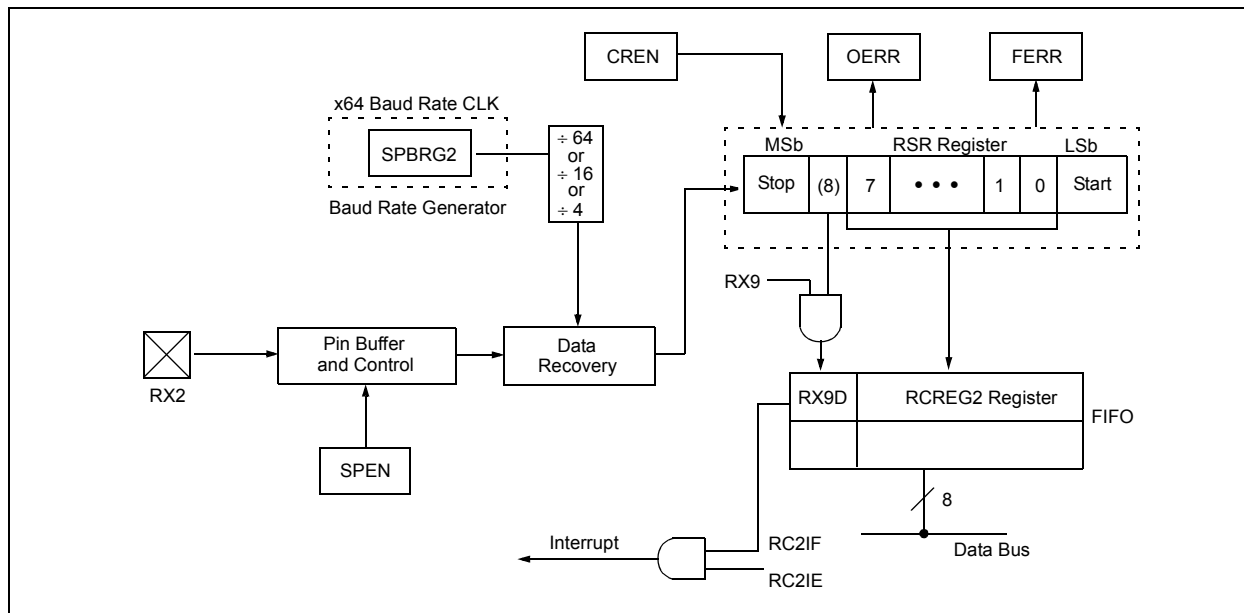 CREN
OERR
FERR
x64 Baud Rate CLK
SPBRG2
Baud Rate Generator
÷ 64
or
÷ 16
or
÷ 4
MSb
RSR Register
LSb
Stop
(8)
7
• • •
1
0
Start
RX9
Pin Buffer
and Control
Data
Recovery
RX2
SPEN
RX9D
RCREG2 Register
FIFO
8
Data Bus
Interrupt
RC2IF
RC2IE